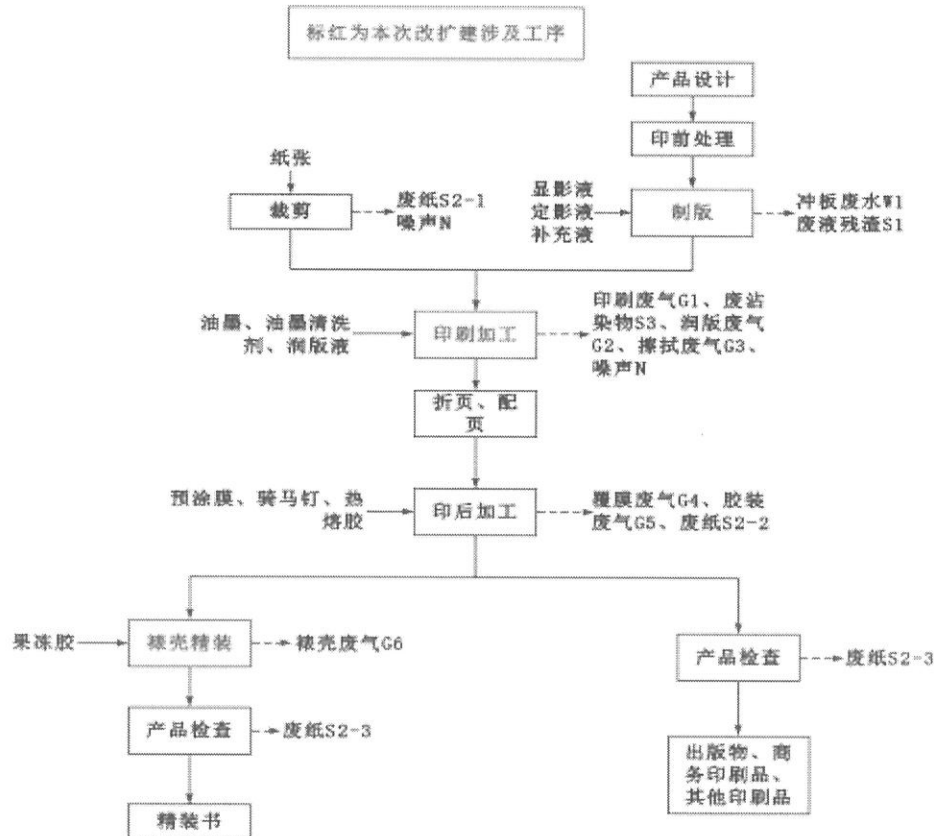 标红为本次改扩建涉及工序
产品设计
印前处理
纸张
裁剪
废纸S2-1
噪声N
显影液
定影液
补充液
制版
冲板废水W1
废液残渣S1
油墨、油墨清洗
剂、润版液
印刷加工
印刷废气G1、废沾
染物S3、润版废气
G2、擦拭废气G3、
噪声N
折页、配
页
预涂膜、骑马钉、热
熔胶
印后加工
覆膜废气G4、胶装
废气G5、废纸S2-2
果冻胶
裱壳精装
裱壳废气G6
产品检查
废纸S2-3
产品检查
废纸S2-3
出版物、商
务印刷品、
其他印刷品
精装书